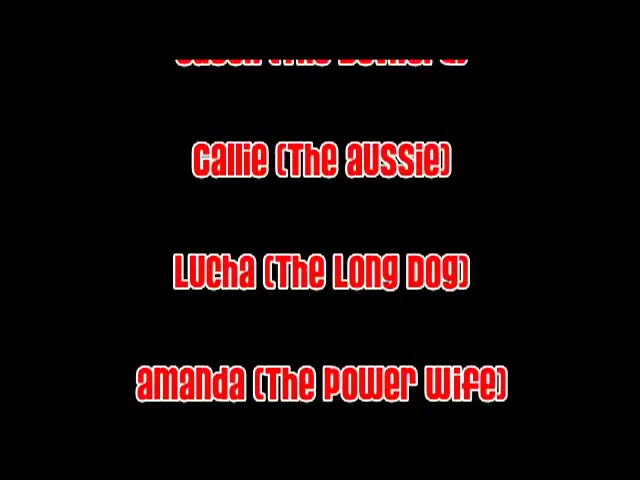 Callie (The Aussie)
Lucha (The Long Dog)
Amanda (The Power Wife)